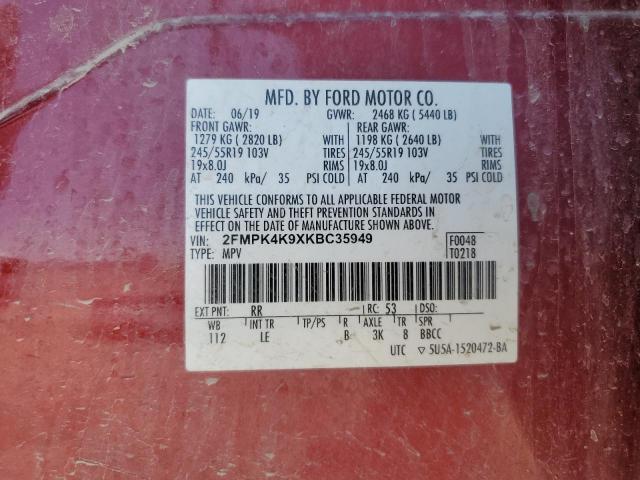 MFD. BY FORD MOTOR CO.
DATE: 06/19 GVWR: 2468 KG ( 5440 LB)
FRONT GAWR: REAR GAWR:
1279 KG ( 2820 LB) WITH 1198 KG ( 2640 LB) WITH
245/55R19 103V TIRES 245/55R19 103V TIRES
19x8.0J RIMS 19x8.0J RIMS
AT 240 kPa/ 35 PSI COLD AT 240 kPa/ 35 PSI COLD
THIS VEHICLE CONFORMS TO ALL APPLICABLE FEDERAL MOTOR
VEHICLE SAFETY AND THEFT PREVENTION STANDARDS IN
EFFECT ON THE DATE OF MANUFACTURE SHOWN ABOVE.
VIN: 2FMPK4K9XKBC35949 F0048
TYPE: MPV T0218
EXT PNT: RR RC: 53 DSO:
WB INT TR TP/PS R AXLE TR SPR
112 LE B 3K 8 BBCC
UTC ▽ 5U5A-1520472-BA